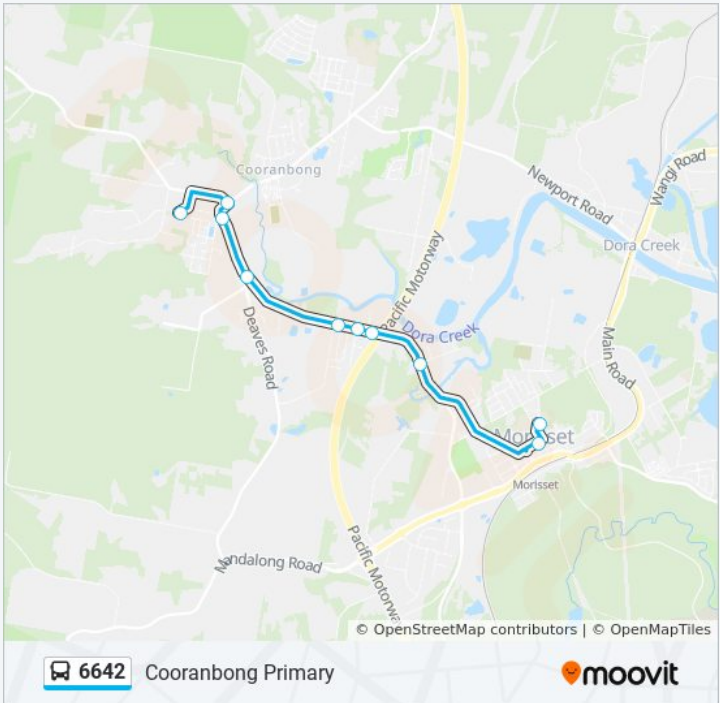 Cooranbong
Newport Road
Wangi Road
Dora Creek
Pacific Motorway
Dora Creek
Main Road
Deaves Road
Morisset
Morisset
Mandalong Road
Pacific Motorway
© OpenStreetMap contributors | © OpenMapTiles
6642 Cooranbong Primary
moovit